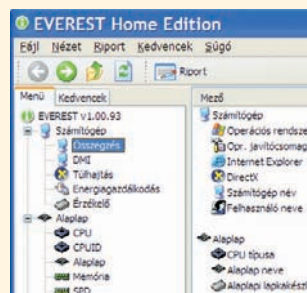 EVEREST Home Edition
Fájl Nézet Riport Kedvencek Súgó
Riport
Menü Kedvencek
EVEREST v1.00.93
Számítógép
Összegzés
DMI
Túlhajtás
Energiagazdálkodás
Érzékelő
Alaplap
CPU
CPUID
Alaplap
Memória
SPD
Mező
Számítógép
Operációs rendsze
Opr. javítócsomag
Internet Explorer
DirectX
Számítógép név
Felhasználó neve
Alaplap
CPU típusa
Alaplap neve
Alaplapi lapkakész